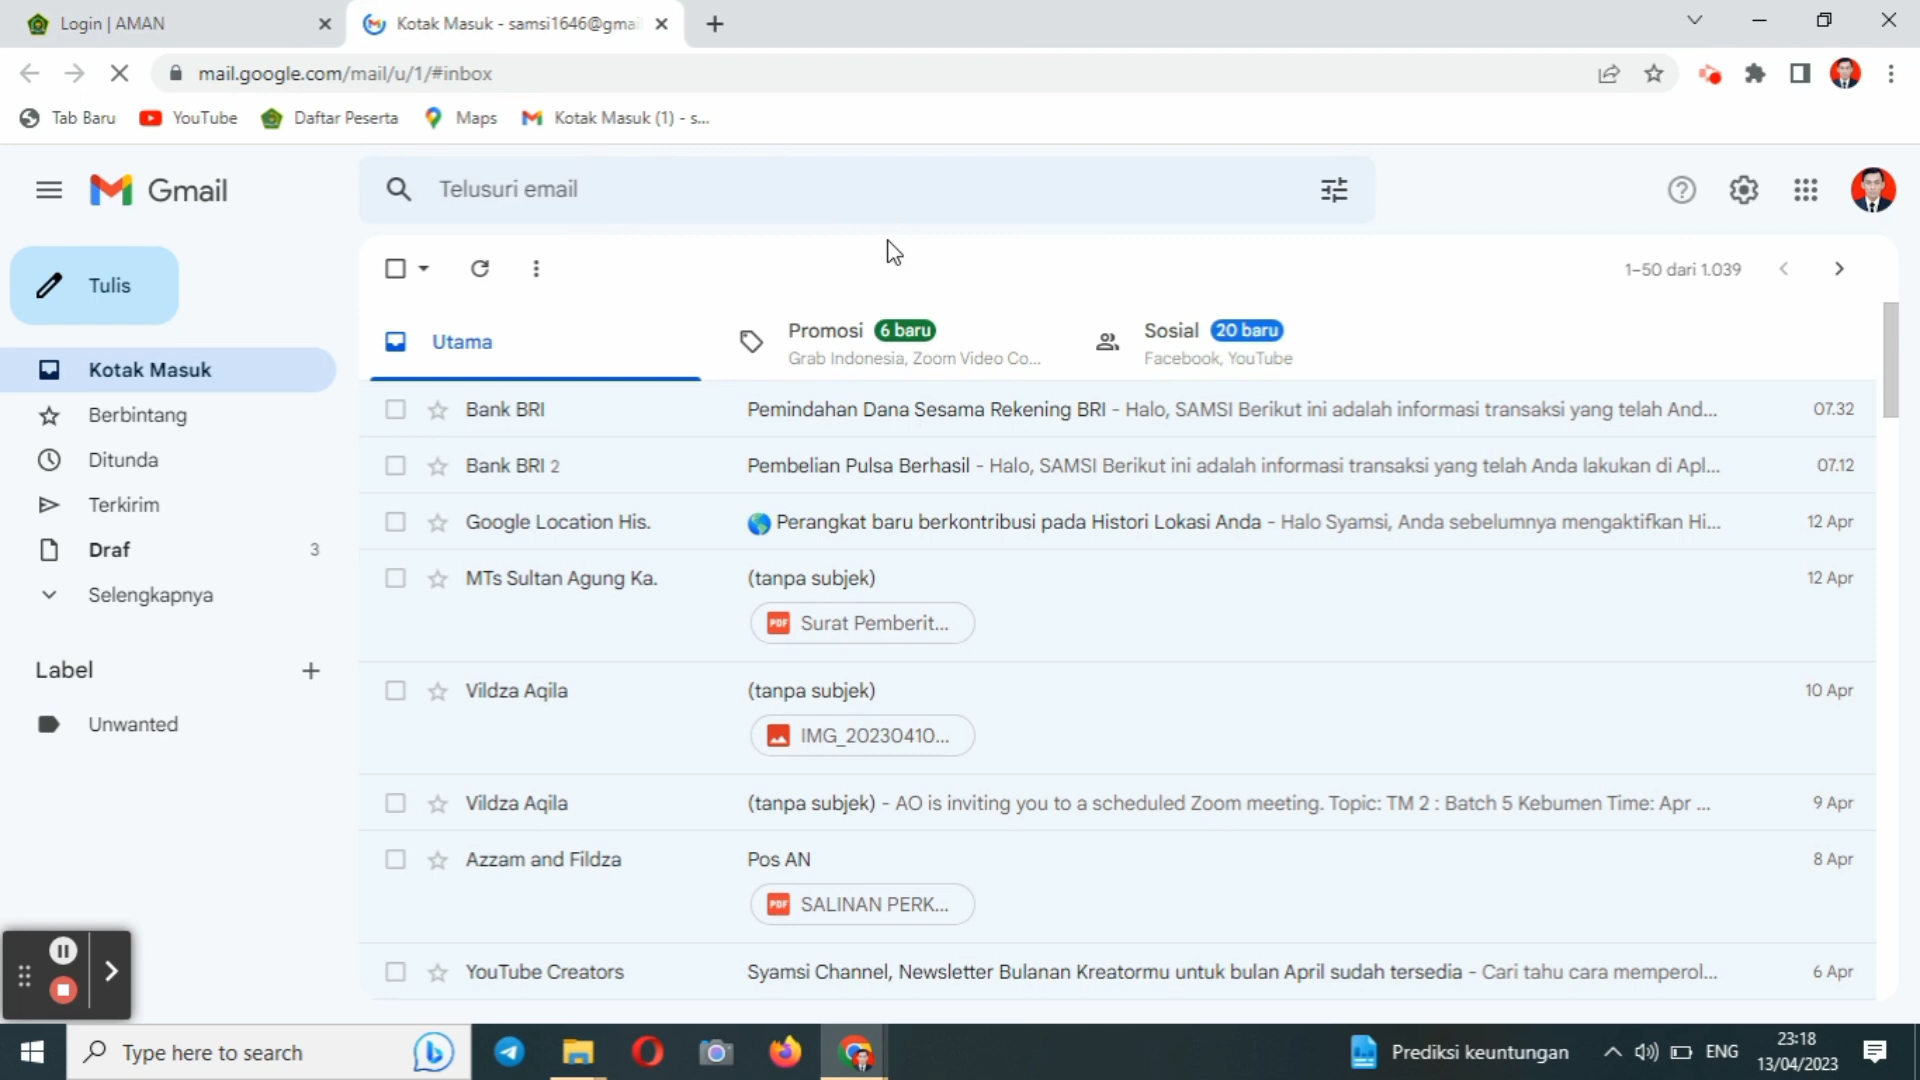 Login | AMAN
Kotak Masuk - samsi1646@gmai
mail.google.com/mail/u/1/#inbox
Tab Baru
YouTube
Daftar Peserta
Maps
Kotak Masuk (1) - s...
Gmail
Telusuri email
Tulis
1–50 dari 1.039
Utama
Promosi 6 baru
Grab Indonesia, Zoom Video Co...
Sosial 20 baru
Facebook, YouTube
Kotak Masuk
Berbintang
Ditunda
Terkirim
Draf 3
Selengkapnya
Label
Unwanted
Bank BRI Pemindahan Dana Sesama Rekening BRI - Halo, SAMSI Berikut ini adalah informasi transaksi yang telah And... 07.32
Bank BRI 2 Pembelian Pulsa Berhasil - Halo, SAMSI Berikut ini adalah informasi transaksi yang telah Anda lakukan di Apl... 07.12
Google Location His. Perangkat baru berkontribusi pada Histori Lokasi Anda - Halo Syamsi, Anda sebelumnya mengaktifkan Hi... 12 Apr
MTs Sultan Agung Ka. (tanpa subjek) 12 Apr
PDF Surat Pemberit...
Vildza Aqila (tanpa subjek) 10 Apr
IMG_20230410...
Vildza Aqila (tanpa subjek) - AO is inviting you to a scheduled Zoom meeting. Topic: TM 2 : Batch 5 Kebumen Time: Apr ... 9 Apr
Azzam and Fildza Pos AN 8 Apr
PDF SALINAN PERK...
YouTube Creators Syamsi Channel, Newsletter Bulanan Kreatormu untuk bulan April sudah tersedia - Cari tahu cara memperol... 6 Apr
Type here to search
Prediksi keuntungan
ENG
23:18
13/04/2023